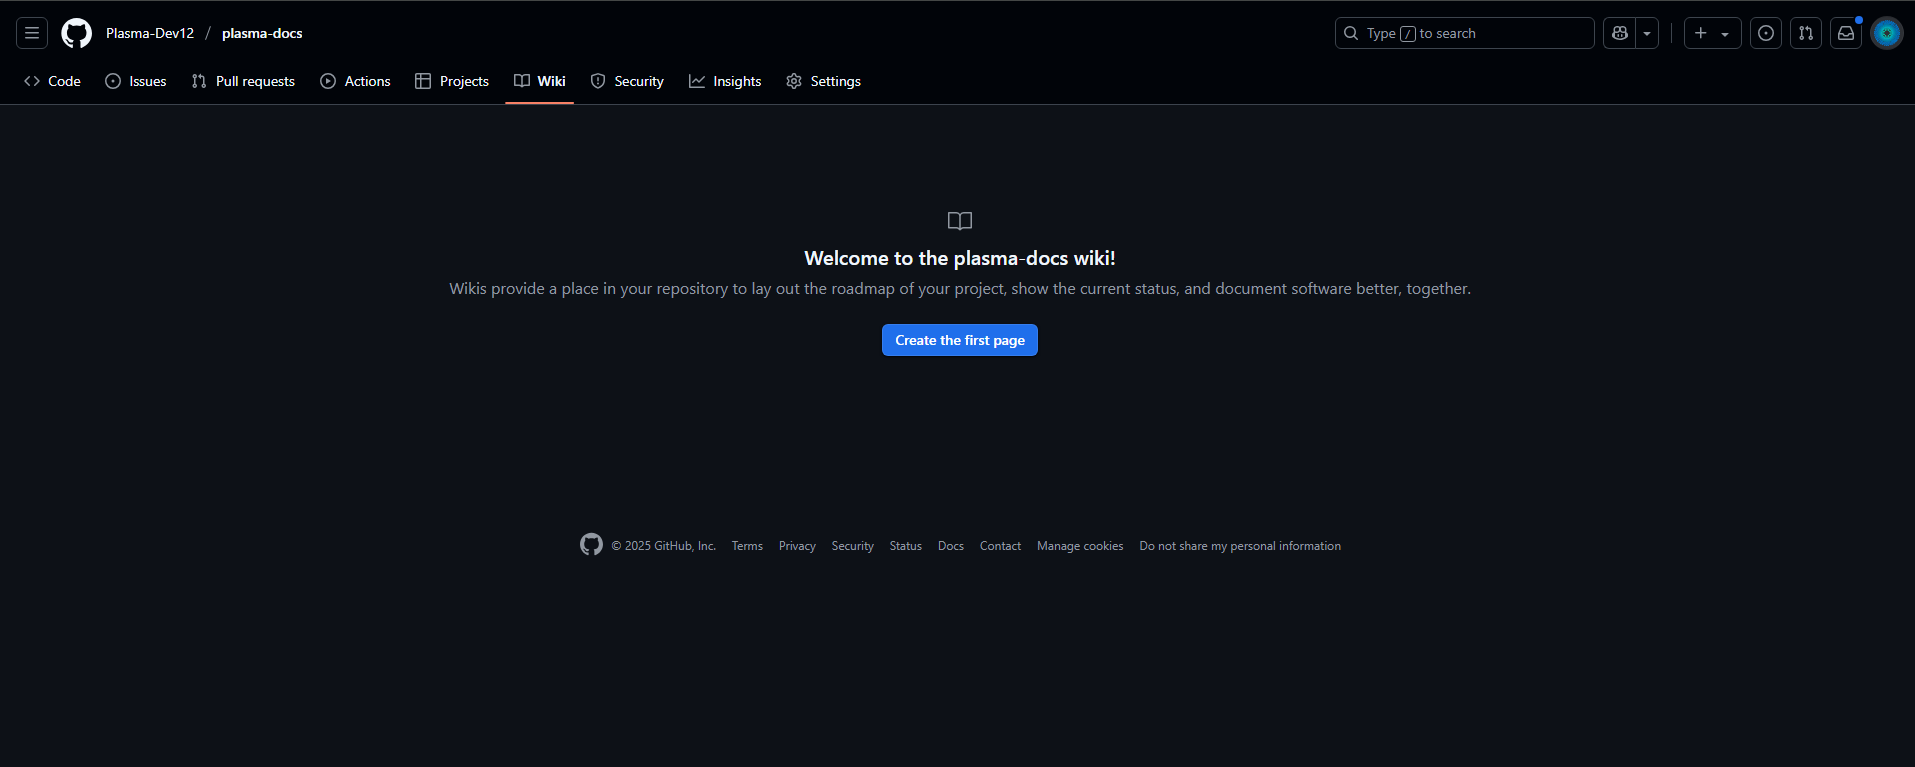 Plasma-Dev12 / plasma-docs
Type / to search
Code Issues Pull requests Actions Projects Wiki Security Insights Settings
Welcome to the plasma-docs wiki!
Wikis provide a place in your repository to lay out the roadmap of your project, show the current status, and document software better, together.
Create the first page
© 2025 GitHub, Inc. Terms Privacy Security Status Docs Contact Manage cookies Do not share my personal information